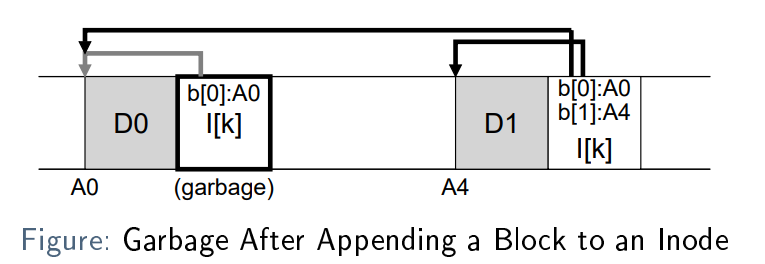 b[0]:A0
I[k]
D0
b[0]:A0
b[1]:A4
I[k]
D1
A0
(garbage)
A4
Figure: Garbage After Appending a Block to an Inode